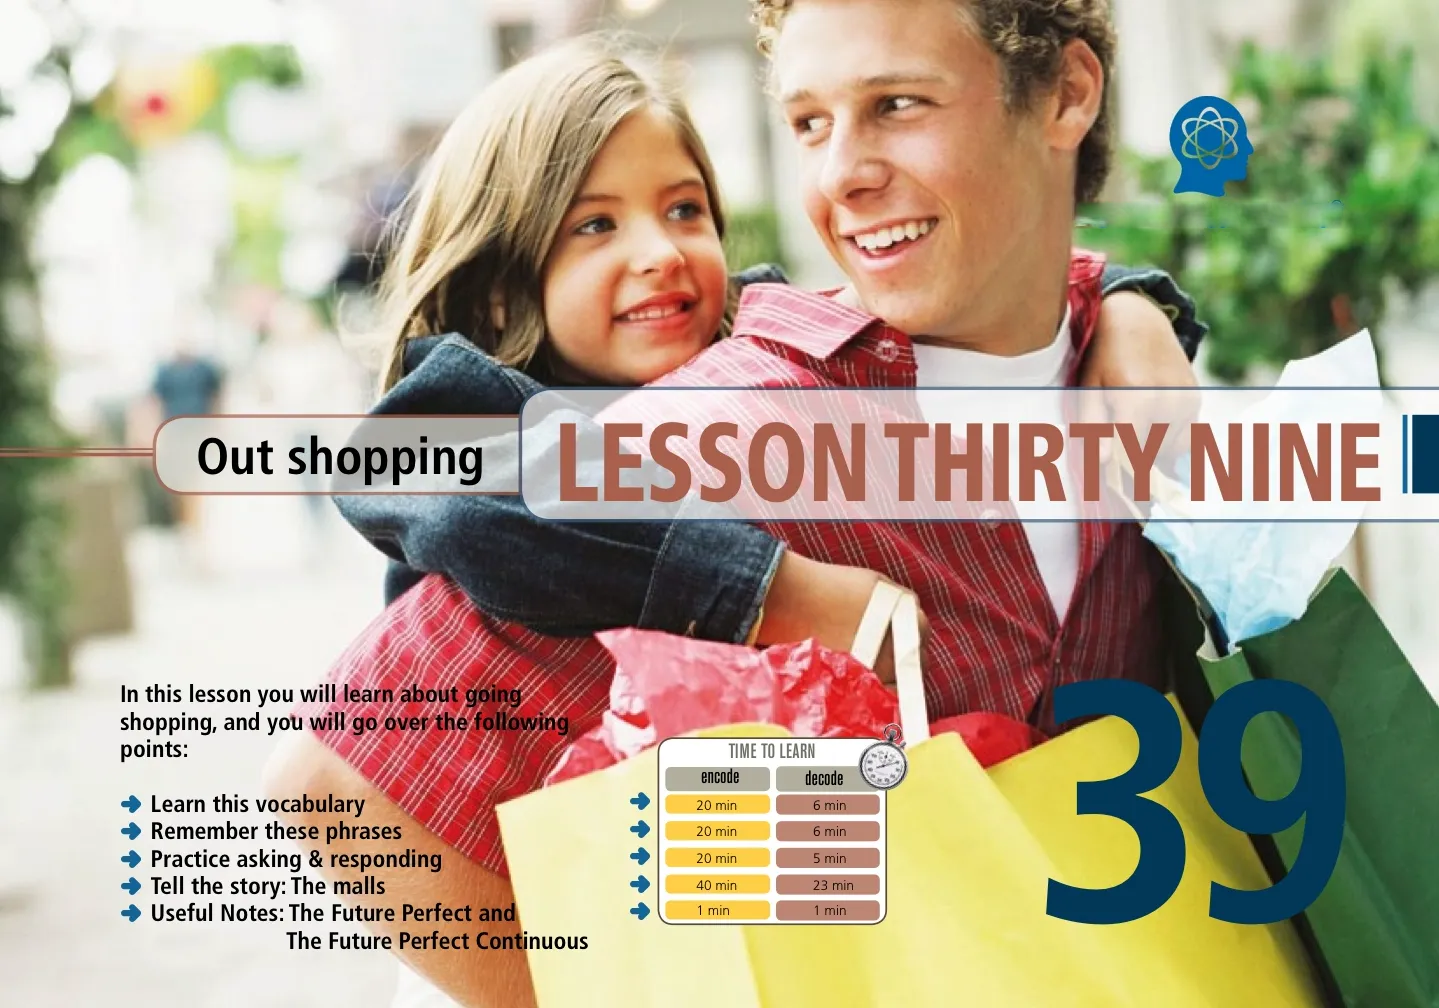 Out shopping
LESSON THIRTY NINE
In this lesson you will learn about going
shopping, and you will go over the following
points:
Learn this vocabulary
Remember these phrases
Practice asking & responding
Tell the story: The malls
Useful Notes: The Future Perfect and
The Future Perfect Continuous
TIME TO LEARN
encode decode
20 min 6 min
20 min 6 min
20 min 5 min
40 min 23 min
1 min 1 min
39